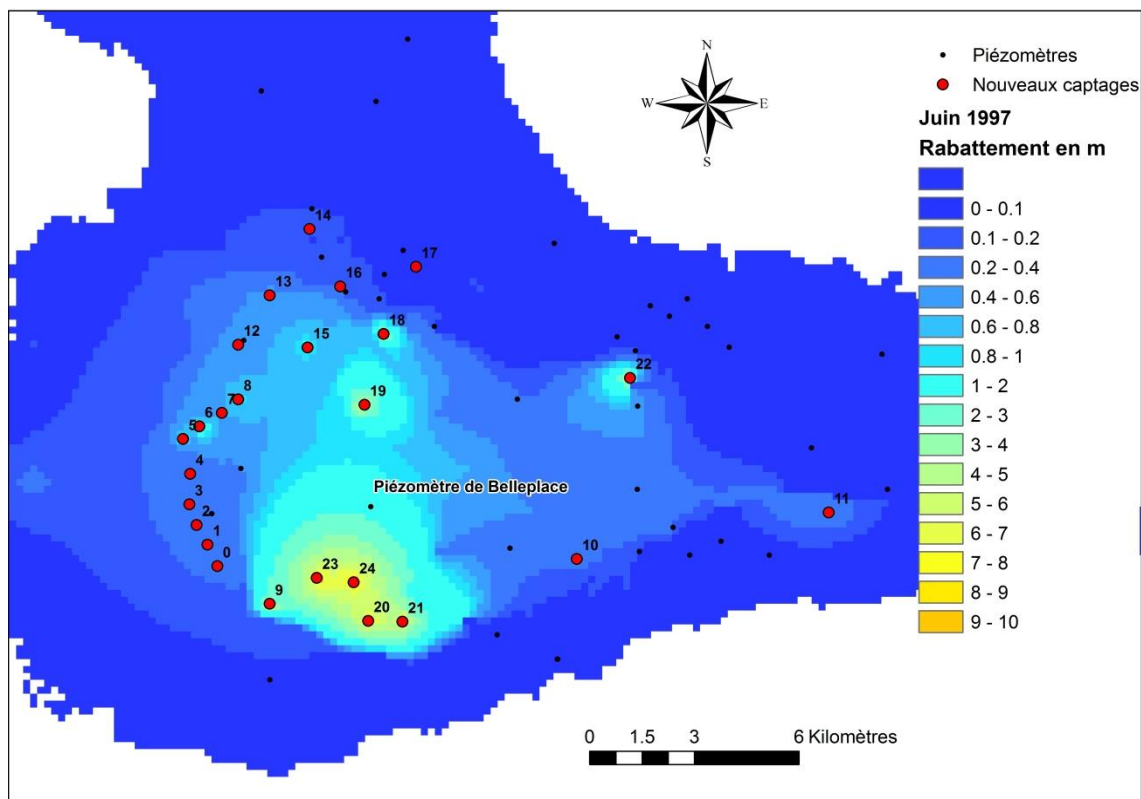 N
W
E
S
Piézomètres
Nouveaux captages
Juin 1997
Rabattement en m
0 - 0.1
0.1 - 0.2
0.2 - 0.4
0.4 - 0.6
0.6 - 0.8
0.8 - 1
1 - 2
2 - 3
3 - 4
4 - 5
5 - 6
6 - 7
7 - 8
8 - 9
9 - 10
14
17
16
13
18
12
15
22
8
19
7
6
5
4
Piézomètre de Belleplace
3
11
2
1
10
0
23
24
9
20
21
0 1.5 3 6 Kilomètres